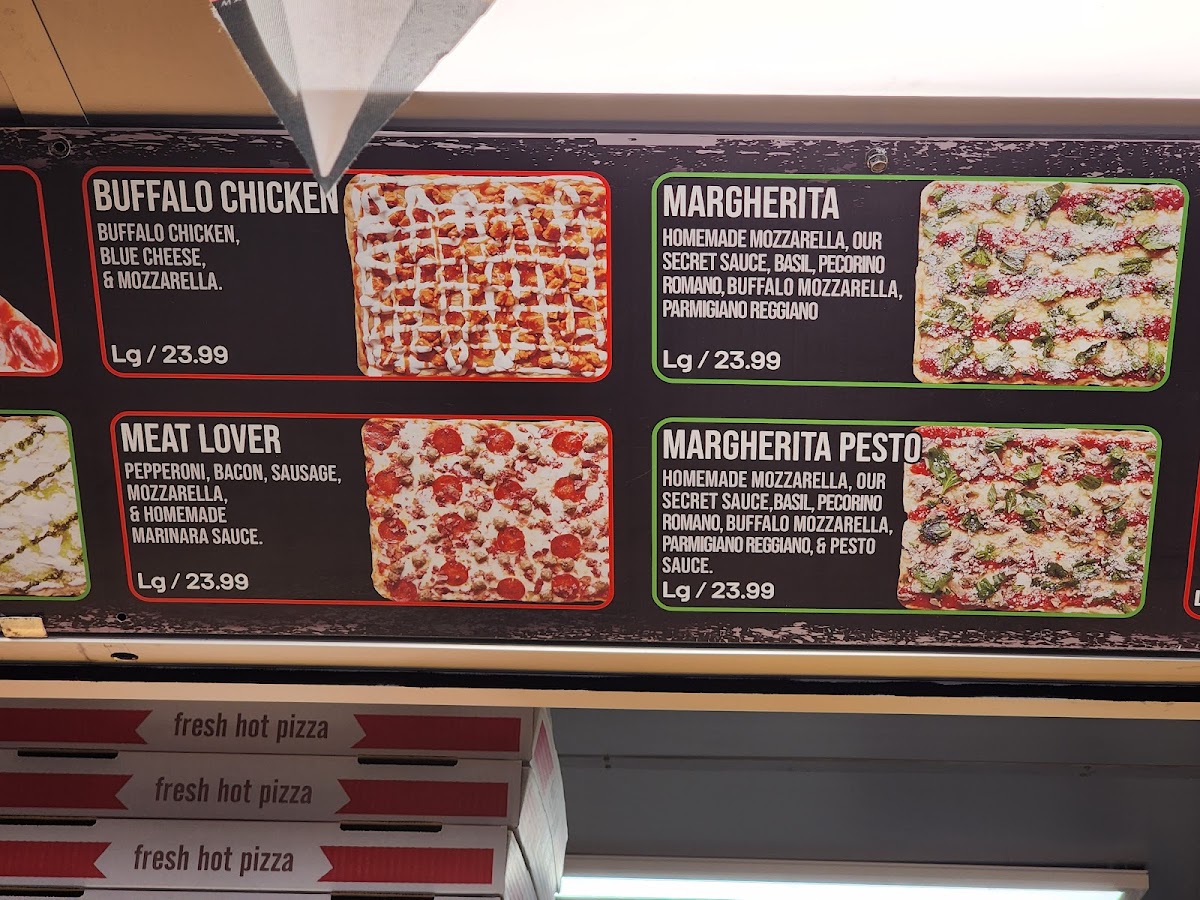 BUFFALO CHICKEN
BUFFALO CHICKEN,
BLUE CHEESE,
& MOZZARELLA.
Lg / 23.99
MARGHERITA
HOMEMADE MOZZARELLA, OUR
SECRET SAUCE, BASIL, PECORINO
ROMANO, BUFFALO MOZZARELLA,
PARMIGIANO REGGIANO
Lg / 23.99
MEAT LOVER
PEPPERONI, BACON, SAUSAGE,
MOZZARELLA,
& HOMEMADE
MARINARA SAUCE.
Lg / 23.99
MARGHERITA PESTO
HOMEMADE MOZZARELLA, OUR
SECRET SAUCE, BASIL, PECORINO
ROMANO, BUFFALO MOZZARELLA,
PARMIGIANO REGGIANO, & PESTO
SAUCE.
Lg / 23.99
fresh hot pizza
fresh hot pizza
fresh hot pizza